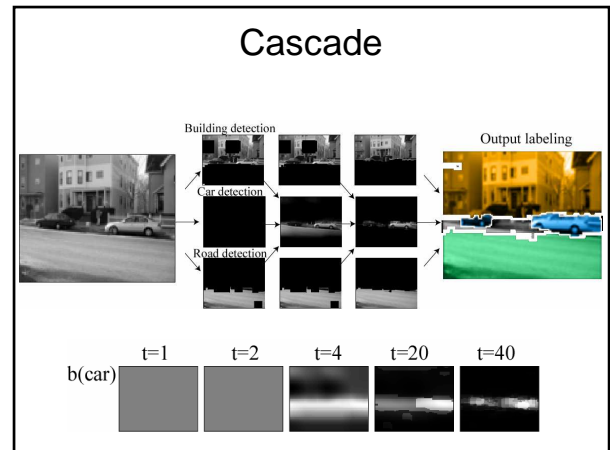 Cascade
Building detection
Output labeling
Car detection
Road detection
t=1 t=2 t=4 t=20 t=40
b(car)